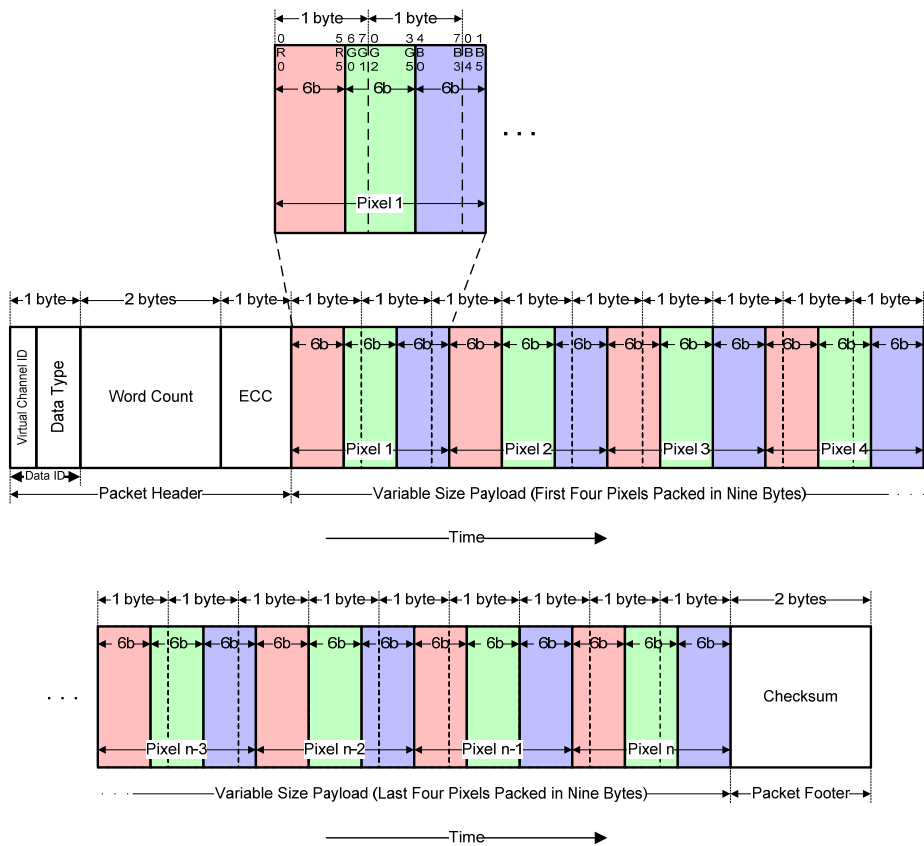 1 byte 1 byte
0 5 6 7 0 3 4 7 0 1
R R G G G G B B B B
0 5 0 1 2 5 0 3 4 5
6b 6b 6b
Pixel 1
. . .
1 byte 2 bytes 1 byte 1 byte 1 byte 1 byte 1 byte 1 byte 1 byte 1 byte 1 byte 1 byte
Virtual Channel ID
Data Type
Word Count
ECC
6b 6b 6b 6b 6b 6b 6b 6b 6b 6b 6b 6b
Pixel 1 Pixel 2 Pixel 3 Pixel 4
Data ID
Packet Header
Variable Size Payload (First Four Pixels Packed in Nine Bytes) . . .
Time
1 byte 1 byte 1 byte 1 byte 1 byte 1 byte 1 byte 1 byte 1 byte 2 bytes
6b 6b 6b 6b 6b 6b 6b 6b 6b 6b 6b 6b
. . .
Checksum
Pixel n-3 Pixel n-2 Pixel n-1 Pixel n
. . . Variable Size Payload (Last Four Pixels Packed in Nine Bytes) Packet Footer
Time